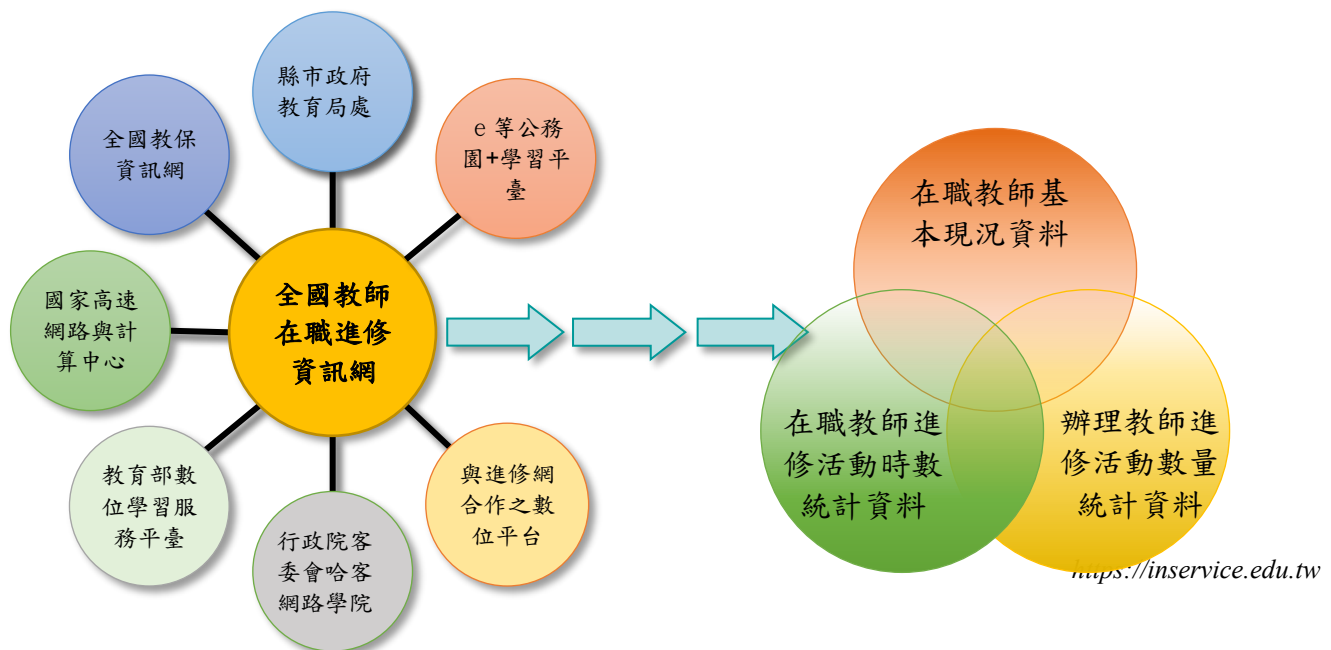 縣市政府
教育局處
e 等公務
園+學習平
臺
全國教保
資訊網
國家高速
網路與計
算中心
全國教師
在職進修
資訊網
教育部數
位學習服
務平臺
行政院客
委會哈客
網路學院
與進修網
合作之數
位平台
在職教師基
本現況資料
在職教師進
修活動時數
統計資料
辦理教師進
修活動數量
統計資料
https://inservice.edu.tw